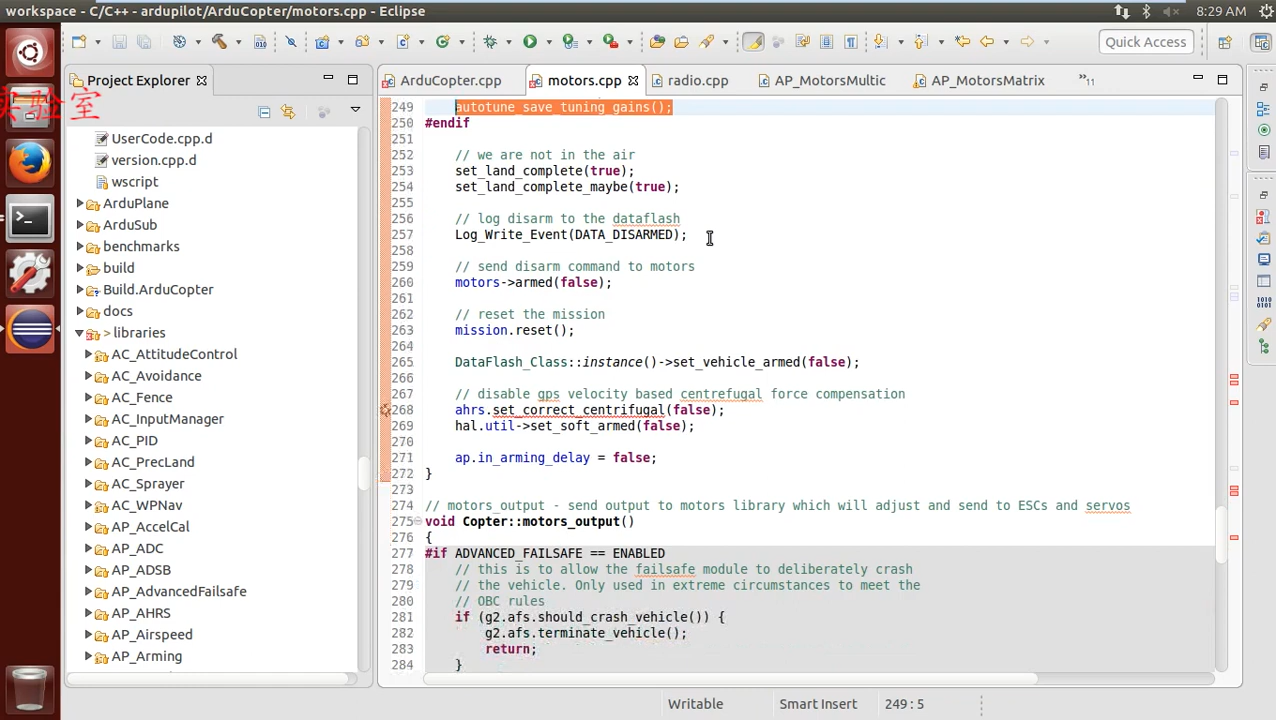 workspace - C/C++ - ardupilot/ArduCopter/motors.cpp - Eclipse
8:29 AM
Quick Access
Project Explorer
ArduCopter.cpp
motors.cpp
radio.cpp
AP_MotorsMultic
AP_MotorsMatrix
»11
实验室
UserCode.cpp.d
version.cpp.d
wscript
ArduPlane
ArduSub
benchmarks
build
Build.ArduCopter
docs
> libraries
AC_AttitudeControl
AC_Avoidance
AC_Fence
AC_InputManager
AC_PID
AC_PrecLand
AC_Sprayer
AC_WPNav
AP_AccelCal
AP_ADC
AP_ADSB
AP_AdvancedFailsafe
AP_AHRS
AP_Airspeed
AP_Arming
249 autotune_save_tuning_gains();
250 #endif
251
252 // we are not in the air
253 set_land_complete(true);
254 set_land_complete_maybe(true);
255
256 // log disarm to the dataflash
257 Log_Write_Event(DATA_DISARMED);
258
259 // send disarm command to motors
260 motors->armed(false);
261
262 // reset the mission
263 mission.reset();
264
265 DataFlash_Class::instance()->set_vehicle_armed(false);
266
267 // disable gps velocity based centrefugal force compensation
268 ahrs.set_correct_centrifugal(false);
269 hal.util->set_soft_armed(false);
270
271 ap.in_arming_delay = false;
272 }
273
274 // motors_output - send output to motors library which will adjust and send to ESCs and servos
275 void Copter::motors_output()
276 {
277 #if ADVANCED_FAILSAFE == ENABLED
278 // this is to allow the failsafe module to deliberately crash
279 // the vehicle. Only used in extreme circumstances to meet the
280 // OBC rules
281 if (g2.afs.should_crash_vehicle()) {
282 g2.afs.terminate_vehicle();
283 return;
284 }
Writable
Smart Insert
249 : 5